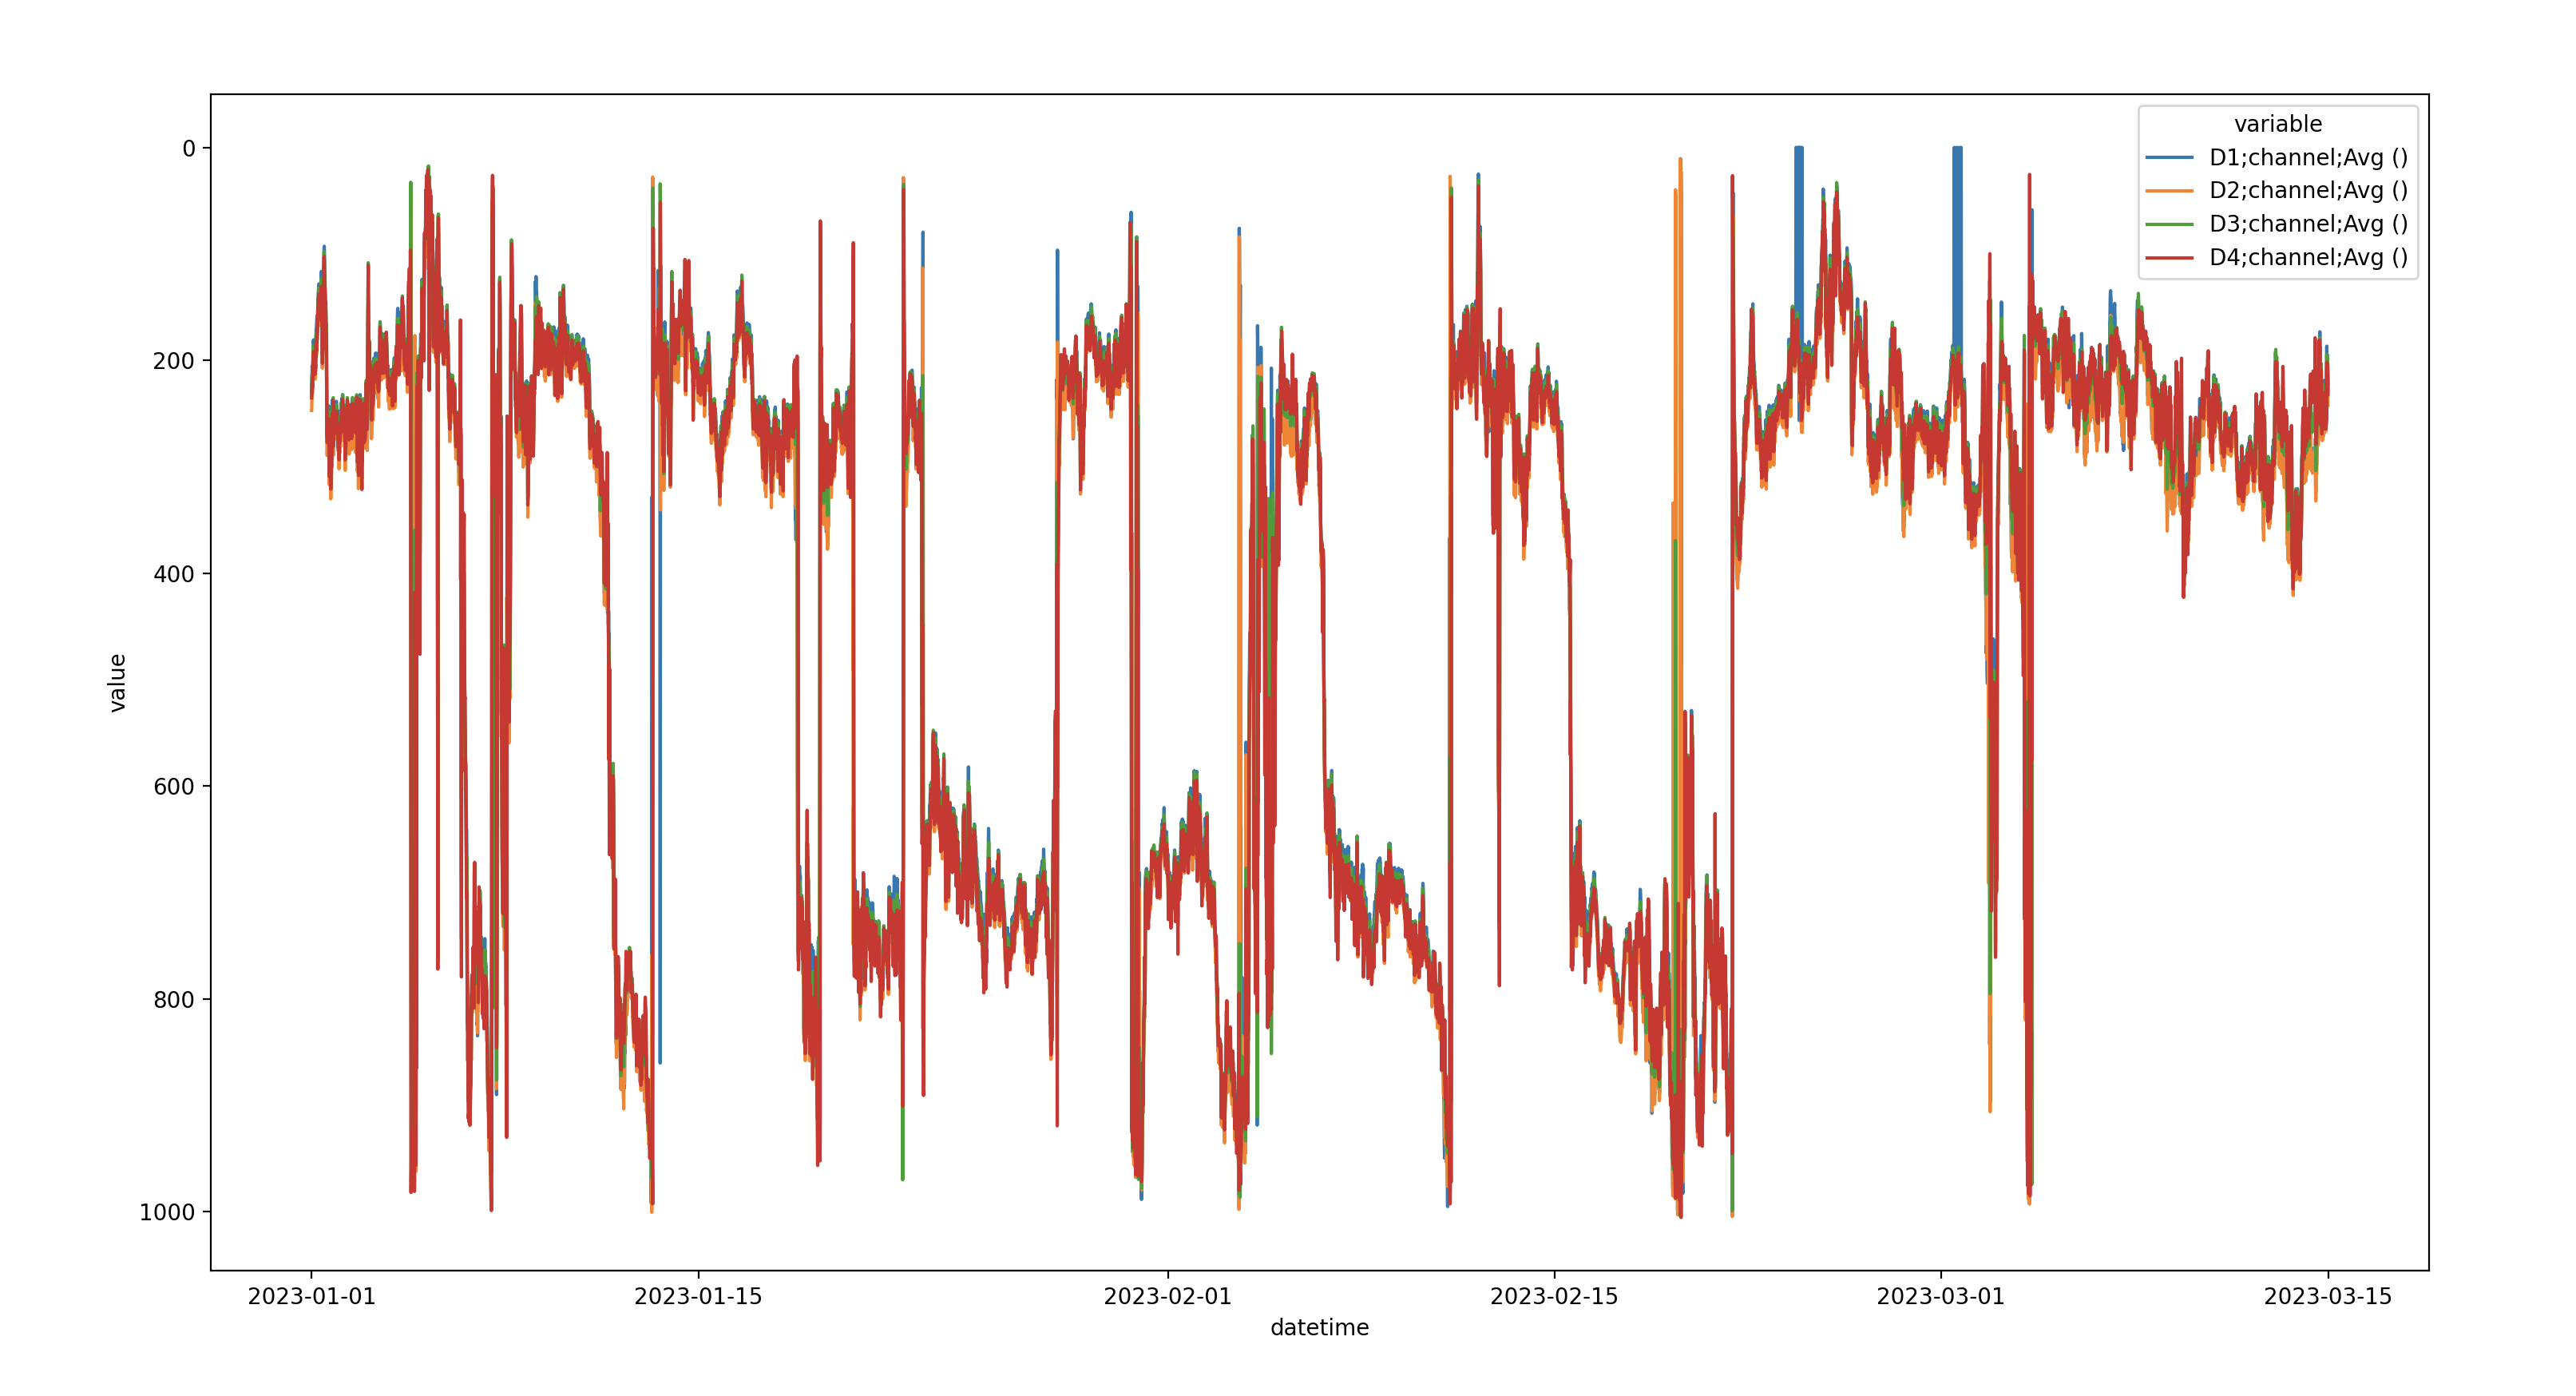 variable
D1;channel;Avg ()
D2;channel;Avg ()
D3;channel;Avg ()
D4;channel;Avg ()
0
200
400
600
800
1000
value
2023-01-01
2023-01-15
2023-02-01
2023-02-15
2023-03-01
2023-03-15
datetime